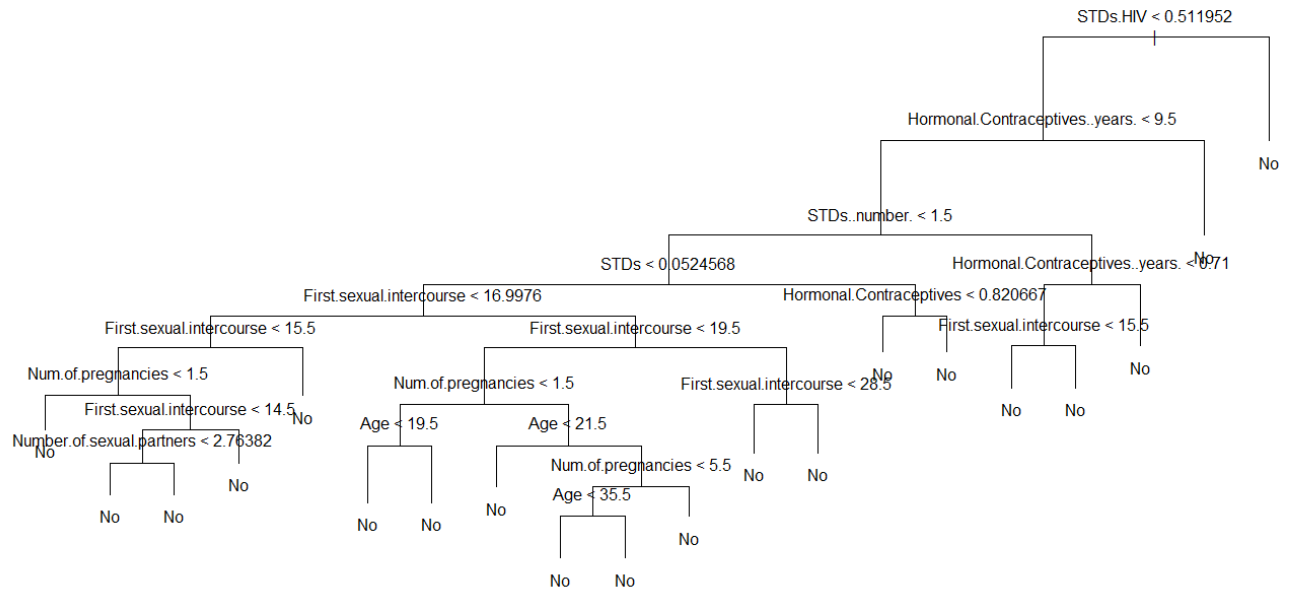 STDs.HIV < 0.511952
Hormonal.Contraceptives..years. < 9.5
No
STDs..number. < 1.5
No
STDs < 0.0524568
Hormonal.Contraceptives..years. < 0.71
First.sexual.intercourse < 16.9976
Hormonal.Contraceptives < 0.820667
First.sexual.intercourse < 15.5
First.sexual.intercourse < 19.5
First.sexual.intercourse < 15.5
Num.of.pregnancies < 1.5
Num.of.pregnancies < 1.5
First.sexual.intercourse < 28.5
No
No
No
First.sexual.intercourse < 14.5
No
No
No
Age < 19.5
Age < 21.5
Number.of.sexual.partners < 2.76382
No
Num.of.pregnancies < 5.5
No
No
No
Age < 35.5
No
No
No
No
No
No
No
No